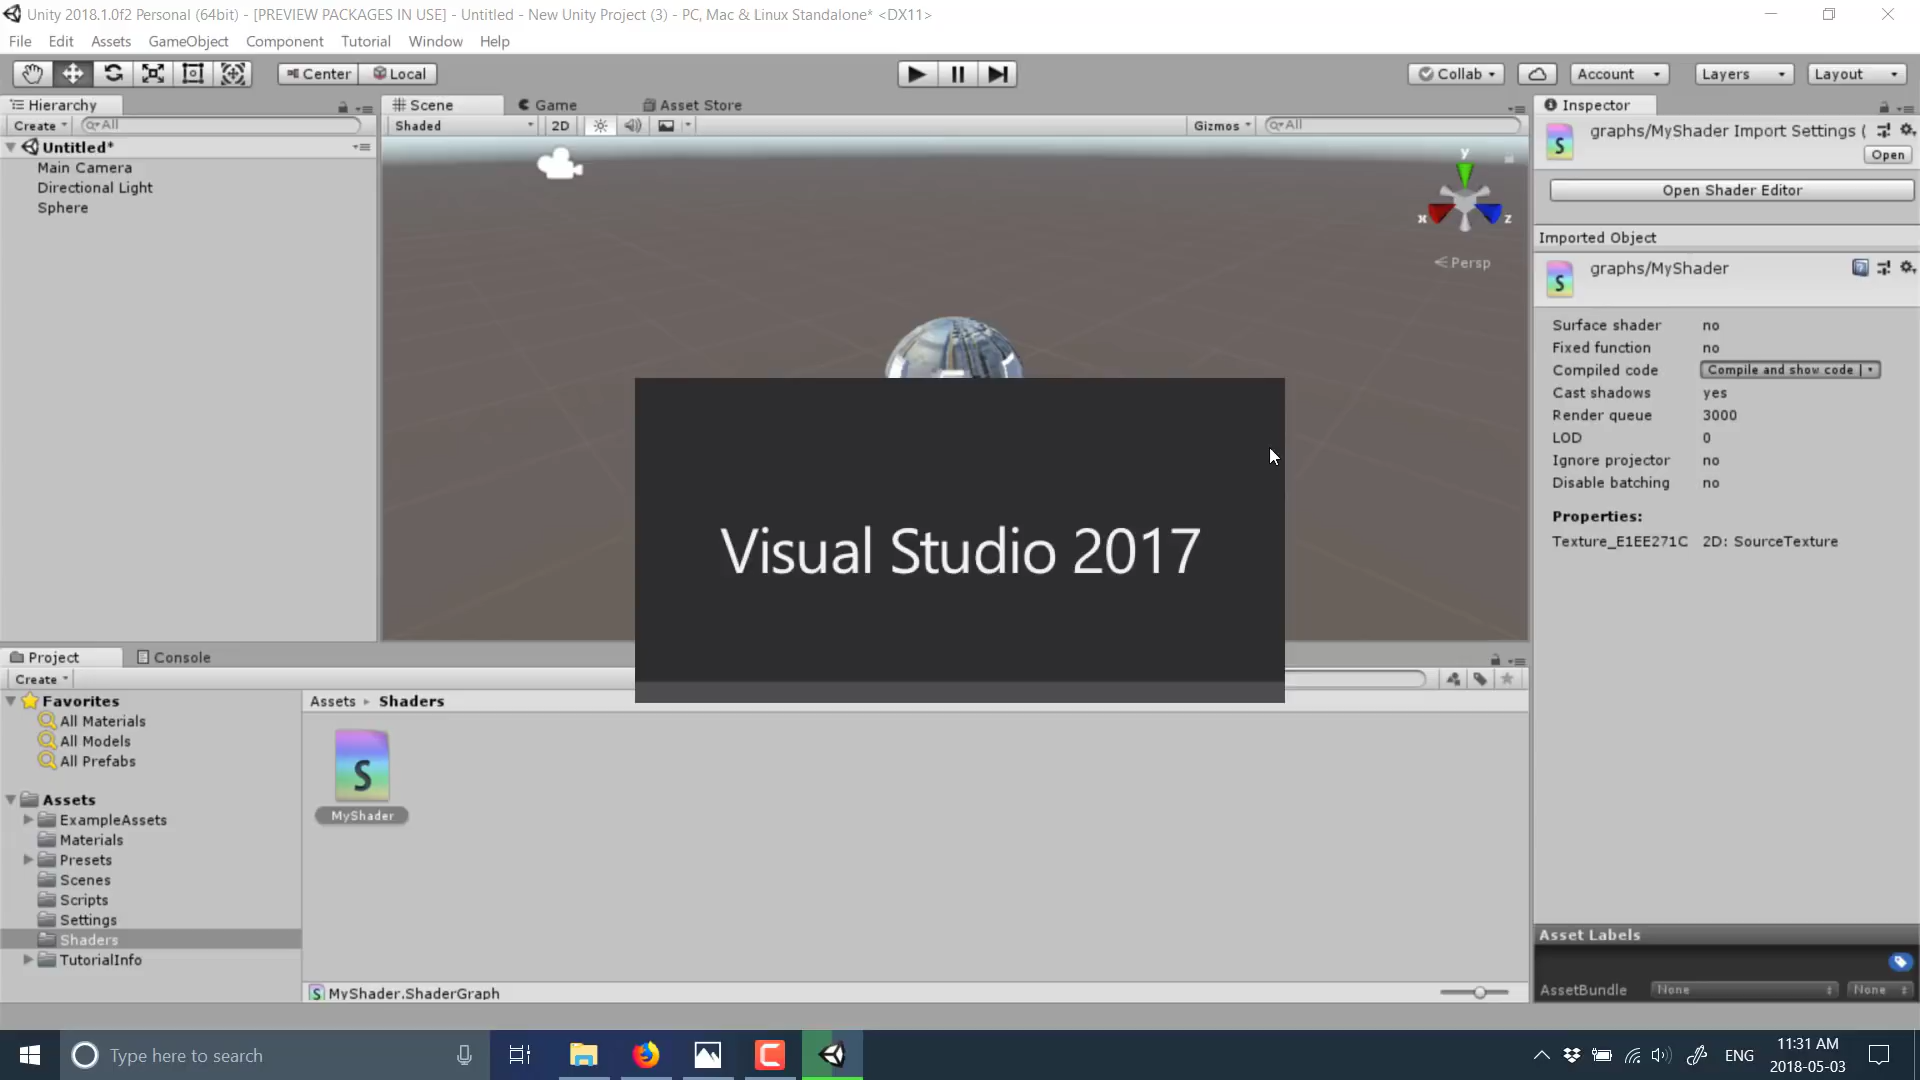 Unity 2018.1.0f2 Personal (64bit) - [PREVIEW PACKAGES IN USE] - Untitled - New Unity Project (3) - PC, Mac & Linux Standalone* <DX11>
File Edit Assets GameObject Component Tutorial Window Help
Center Local Collab Account Layers Layout
Hierarchy Scene Game Asset Store Inspector
Create All Shaded 2D Gizmos All
graphs/MyShader Import Settings (
Open
Untitled*
Main Camera
Directional Light
Sphere
y
x
z
Persp
Open Shader Editor
Imported Object
graphs/MyShader
Surface shader no
Fixed function no
Compiled code Compile and show code
Cast shadows yes
Render queue 3000
LOD 0
Ignore projector no
Disable batching no
Properties:
Texture_E1EE271C 2D: SourceTexture
Visual Studio 2017
Project Console
Create
Favorites
All Materials
All Models
All Prefabs
Assets
ExampleAssets
Materials
Presets
Scenes
Scripts
Settings
Shaders
TutorialInfo
Assets Shaders
S
MyShader
MyShader.ShaderGraph
Asset Labels
AssetBundle None None
Type here to search
ENG
11:31 AM
2018-05-03